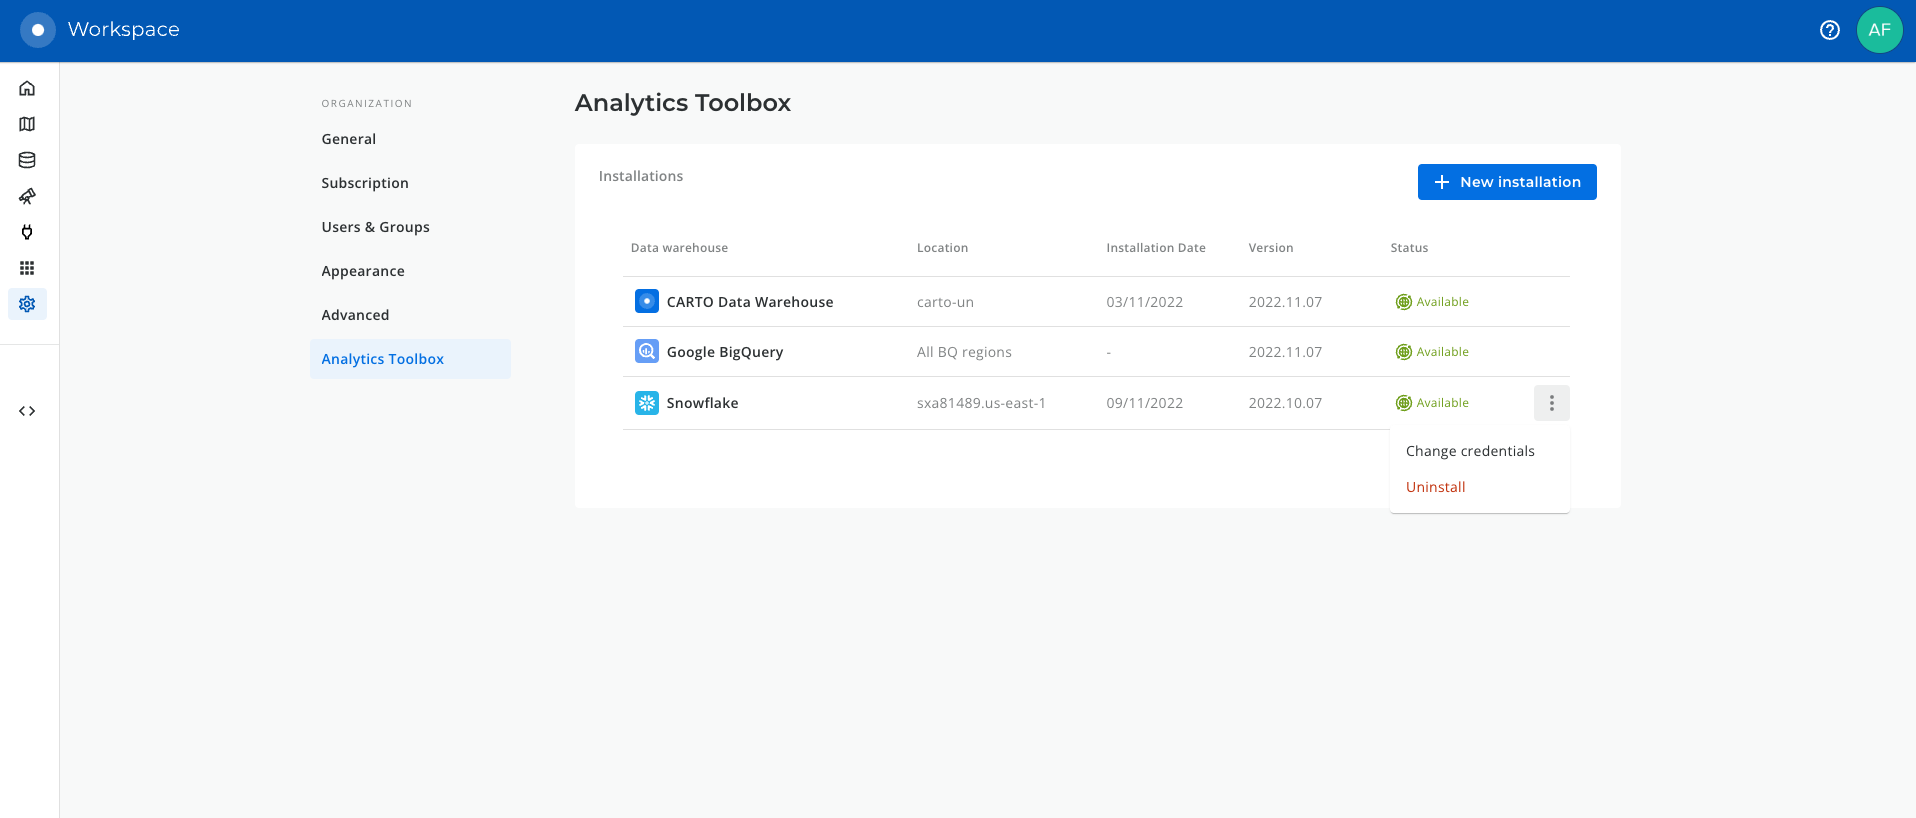 Workspace
AF
ORGANIZATION
General
Subscription
Users & Groups
Appearance
Advanced
Analytics Toolbox
Analytics Toolbox
Installations
New installation
Data warehouse Location Installation Date Version Status
CARTO Data Warehouse carto-un 03/11/2022 2022.11.07 Available
Google BigQuery All BQ regions - 2022.11.07 Available
Snowflake sxa81489.us-east-1 09/11/2022 2022.10.07 Available
Change credentials
Uninstall